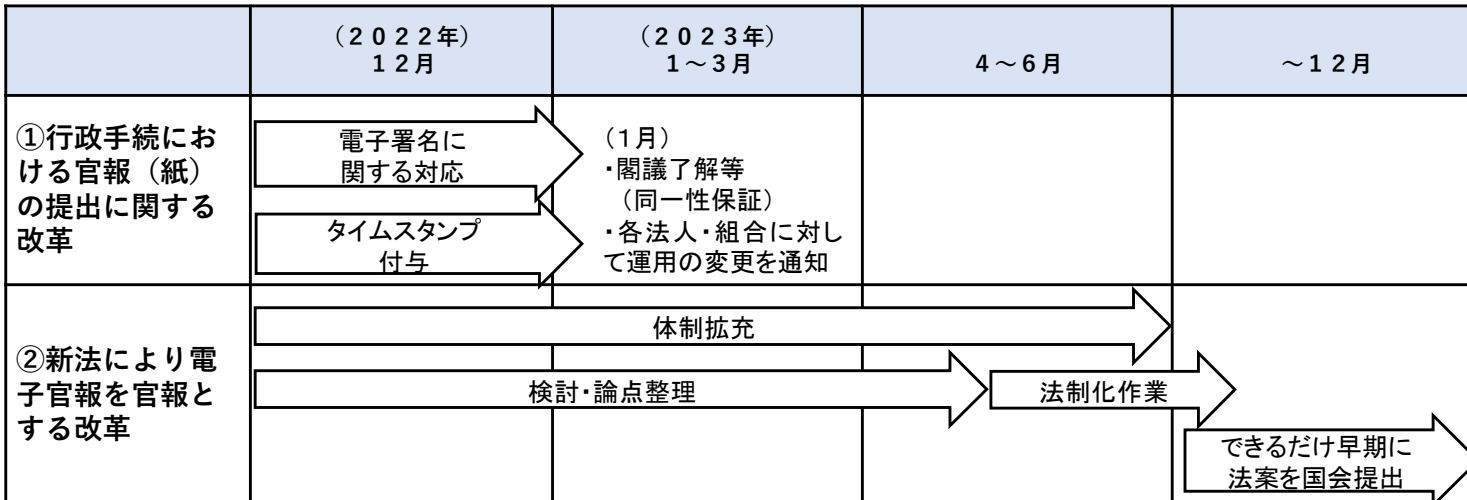 （２０２２年）
１２月
（２０２３年）
１～３月
４～６月
～１２月
①行政手続にお
ける官報（紙）
の提出に関する
改革
電子署名に
関する対応
タイムスタンプ
付与
（１月）
・閣議了解等
（同一性保証）
・各法人・組合に対し
て運用の変更を通知
②新法により電
子官報を官報と
する改革
体制拡充
検討・論点整理
法制化作業
できるだけ早期に
法案を国会提出